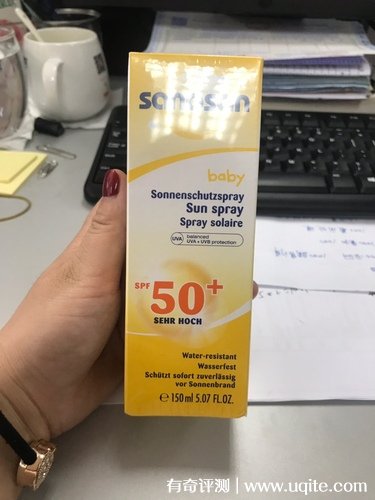 sanosan
baby
Sonnenschutzspray
Sun spray
Spray solaire
UVA balanced
UVA + UVB protection
SPF 50+
SEHR HOCH
Water-resistant
Wasserfest
Schützt sofort zuverlässig
vor Sonnenbrand
e 150 ml 5.07 FL.OZ.
有奇评测 | www.uqite.com